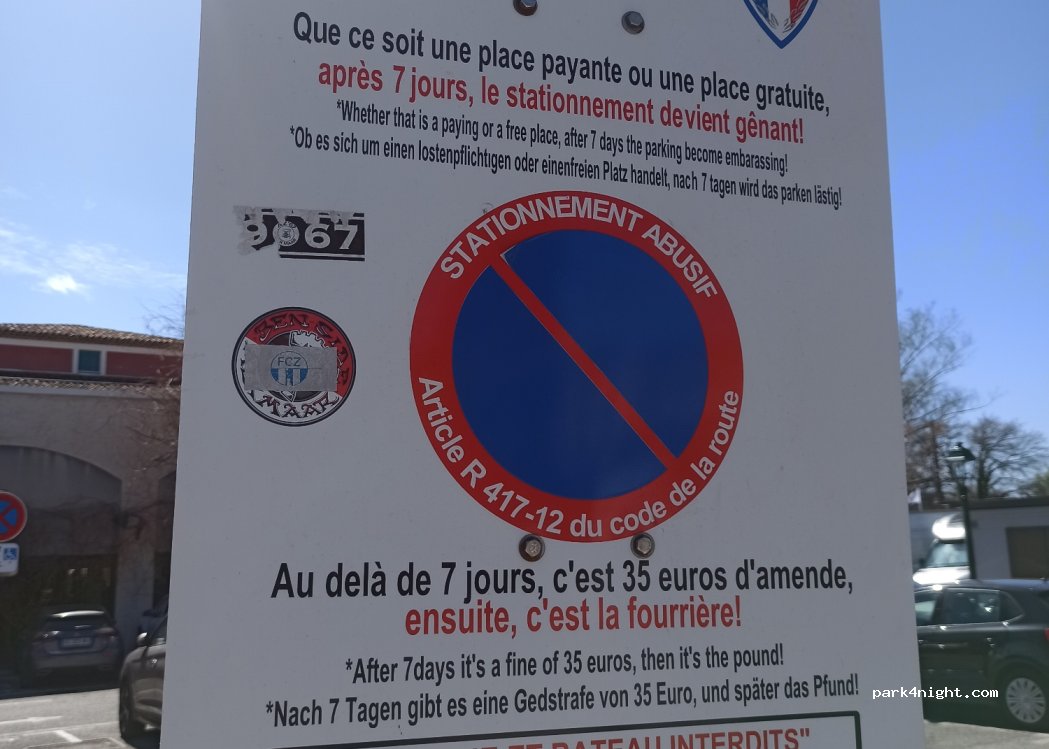 Que ce soit une place payante ou une place gratuite,
après 7 jours, le stationnement devient gênant!
*Whether that is a paying or a free place, after 7 days the parking become embarassing!
*Ob es sich um einen lostenpflichtigen oder einenfreien Platz handelt, nach 7 tagen wird das parken lästig!
9067
STATIONNEMENT ABUSIF
FCZ
Article R 417-12 du code de la route
Au delà de 7 jours, c'est 35 euros d'amende,
ensuite, c'est la fourrière!
*After 7days it's a fine of 35 euros, then it's the pound!
*Nach 7 Tagen gibt es eine Gedstrafe von 35 Euro, und später das Pfund!
park4night.com
ET BATEAU INTERDITS"